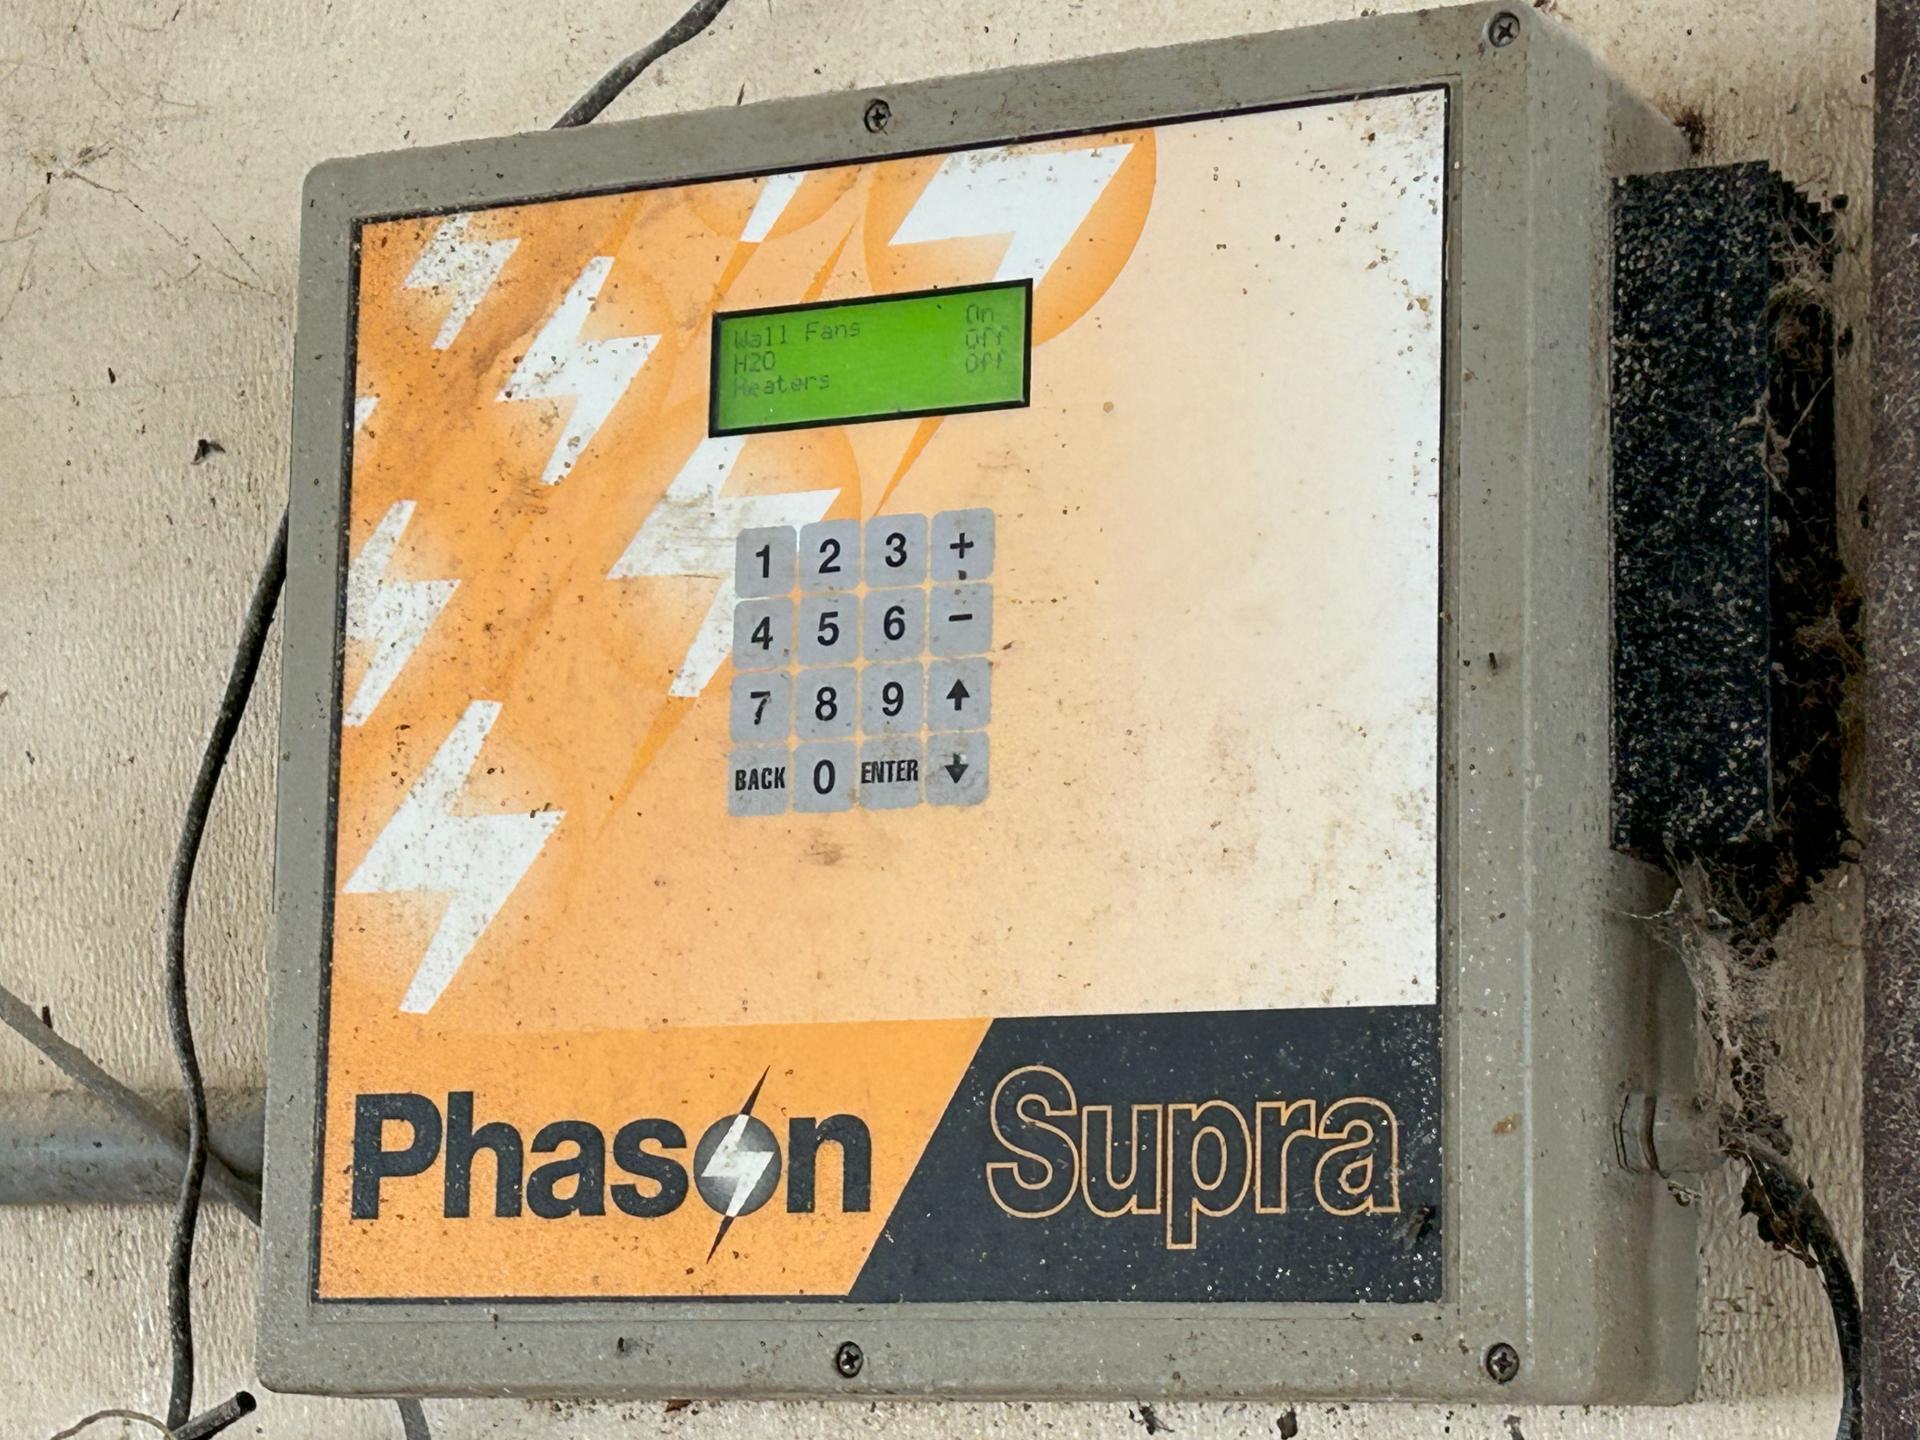 Wall Fans On
H2O Off
Heaters Off
1 2 3 +
4 5 6 -
7 8 9 ↑
BACK 0 ENTER ↓
Phason Supra